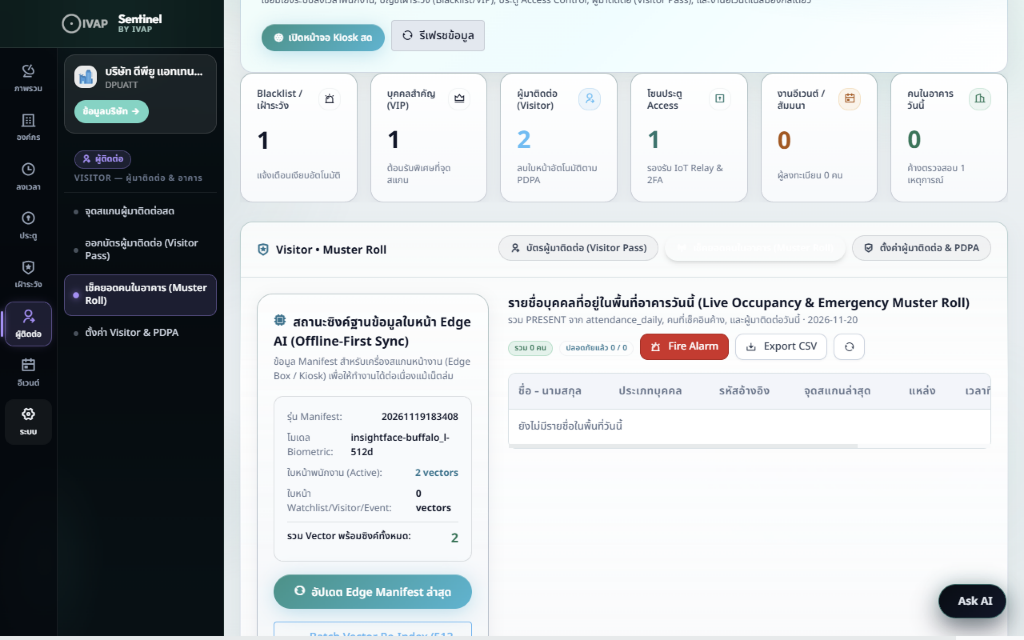 IVAP
Sentinel
BY IVAP
ภาพรวม
องค์กร
ลงเวลา
ประตู
เฝ้าระวัง
ผู้ติดต่อ
อีเวนต์
ระบบ
บริษัท ดีพียู แอทเทน...
DPUATT
ข้อมูลบริษัท →
ผู้ติดต่อ
VISITOR — ผู้มาติดต่อ & อาคาร
จุดสแกนผู้มาติดต่อสด
ออกบัตรผู้มาติดต่อ (Visitor
Pass)
เช็คยอดคนในอาคาร (Muster
Roll)
ตั้งค่า Visitor & PDPA
เปิดหน้าจอ Kiosk สด
รีเฟรชข้อมูล
Blacklist /
เฝ้าระวัง
1
แจ้งเตือนเงียบอัตโนมัติ
บุคคลสำคัญ
(VIP)
1
ต้อนรับพิเศษที่จุด
สแกน
ผู้มาติดต่อ
(Visitor)
2
ลบใบหน้าอัตโนมัติตาม
PDPA
โซนประตู
Access
1
รองรับ IoT Relay &
2FA
งานอีเวนต์ /
สัมมนา
0
ผู้ลงทะเบียน 0 คน
คนในอาคาร
วันนี้
0
ค้างตรวจสอบ 1
เหตุการณ์
Visitor • Muster Roll
บัตรผู้มาติดต่อ (Visitor Pass)
ตั้งค่าผู้มาติดต่อ & PDPA
สถานะซิงค์ฐานข้อมูลใบหน้า Edge
AI (Offline-First Sync)
ข้อมูล Manifest สำหรับเครื่องสแกนหน้างาน (Edge
Box / Kiosk) เพื่อให้ทำงานได้ต่อเนื่องแม้เน็ตล่ม
รุ่น Manifest: 20261119183408
โมเดล
Biometric:
insightface-buffalo_l-
512d
ใบหน้าพนักงาน (Active): 2 vectors
ใบหน้า
Watchlist/Visitor/Event:
0
vectors
รวม Vector พร้อมซิงค์ทั้งหมด: 2
อัปเดต Edge Manifest ล่าสุด
รายชื่อบุคคลที่อยู่ในพื้นที่อาคารวันนี้ (Live Occupancy & Emergency Muster Roll)
รวม PRESENT จาก attendance_daily, คนที่เช็คอินค้าง, และผู้มาติดต่อวันนี้ · 2026-11-20
รวม 0 คน
ปลอดภัยแล้ว 0 / 0
Fire Alarm
Export CSV
ชื่อ - นามสกุล ประเภทบุคคล รหัสอ้างอิง จุดสแกนล่าสุด แหล่ง
ยังไม่มีรายชื่อในพื้นที่วันนี้
Ask AI